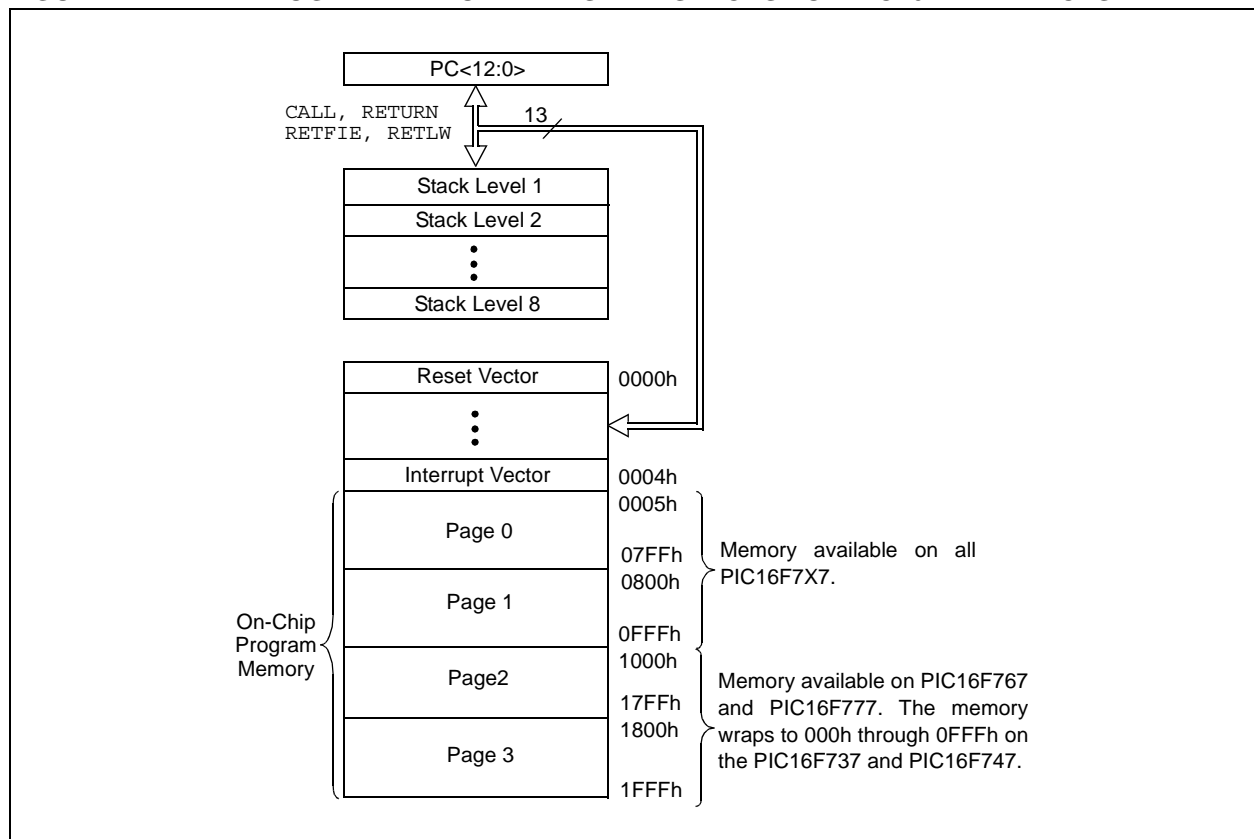 PC<12:0>
CALL, RETURN
RETFIE, RETLW
13
Stack Level 1
Stack Level 2
Stack Level 8
Reset Vector
0000h
Interrupt Vector
0004h
0005h
Page 0
07FFh
0800h
Page 1
0FFFh
1000h
Page2
17FFh
1800h
Page 3
1FFFh
On-Chip
Program
Memory
Memory available on all
PIC16F7X7.
Memory available on PIC16F767
and PIC16F777. The memory
wraps to 000h through 0FFFh on
the PIC16F737 and PIC16F747.